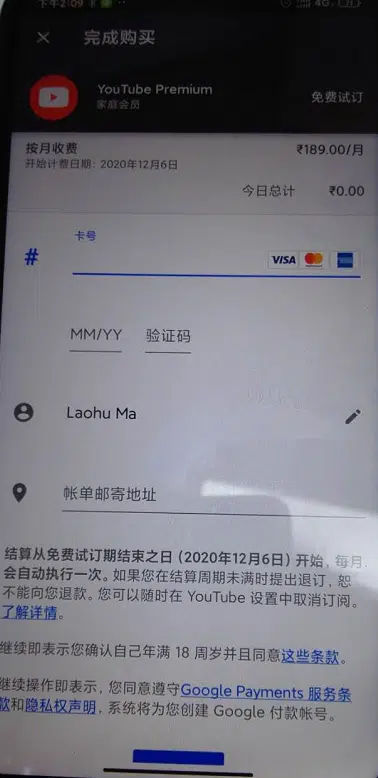 下午2:09
4G
完成购买
YouTube Premium
家庭会员
免费试订
按月收费
₹189.00/月
开始计费日期：2020年12月6日
今日总计 ₹0.00
卡号
#
VISA
MM/YY 验证码
Laohu Ma
帐单邮寄地址
结算从免费试订期结束之日（2020年12月6日）开始，每月
会自动执行一次。如果您在结算周期未满时提出退订，恕
不能向您退款。您可以随时在 YouTube 设置中取消订阅。
了解详情。
继续即表示您确认自己年满 18 周岁并且同意这些条款。
继续操作即表示，您同意遵守Google Payments 服务条
款和隐私权声明，系统将为您创建 Google 付款帐号。